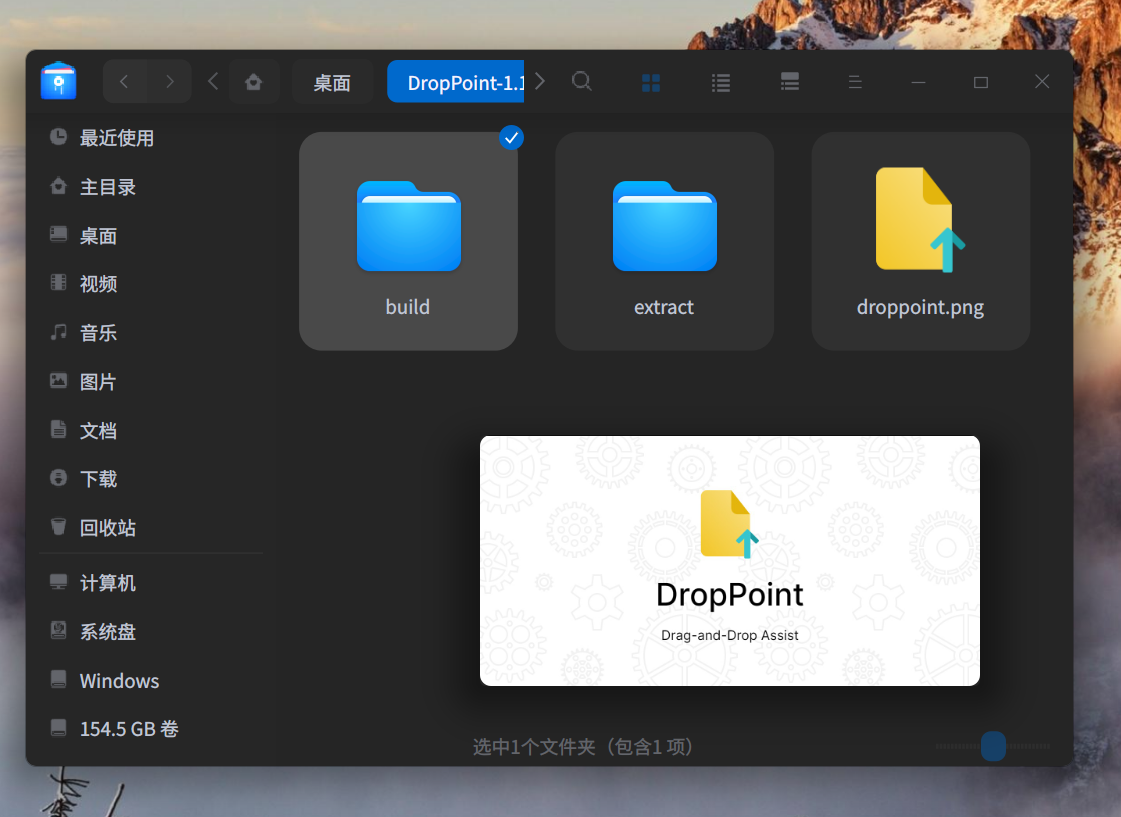 桌面
DropPoint-1.1
最近使用
主目录
桌面
视频
音乐
图片
文档
下载
回收站
计算机
系统盘
Windows
154.5 GB 卷
build
extract
droppoint.png
DropPoint
Drag-and-Drop Assist
选中1个文件夹（包含1 项）